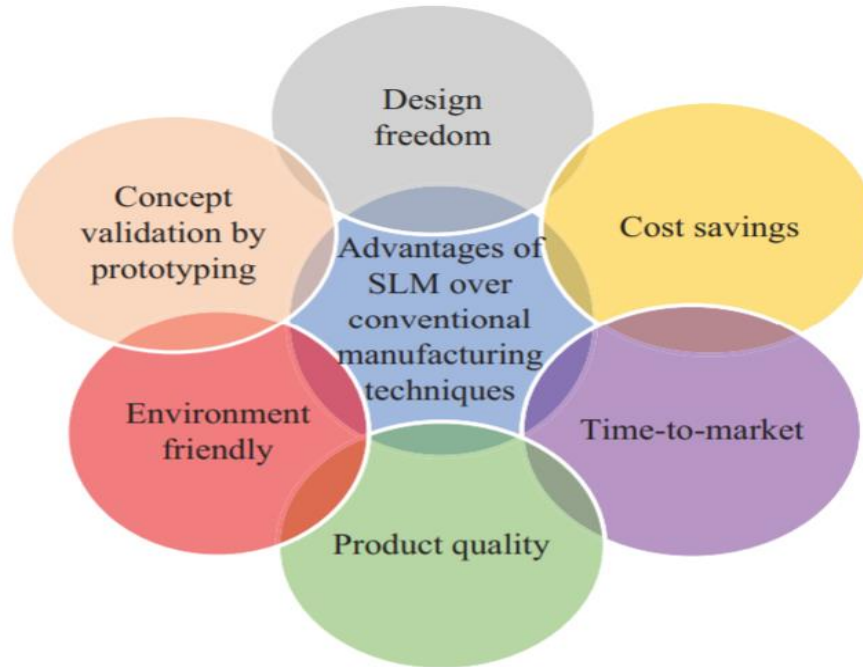 Design
freedom
Concept
validation by
prototyping
Cost savings
Advantages of
SLM over
conventional
manufacturing
techniques
Environment
friendly
Time-to-market
Product quality